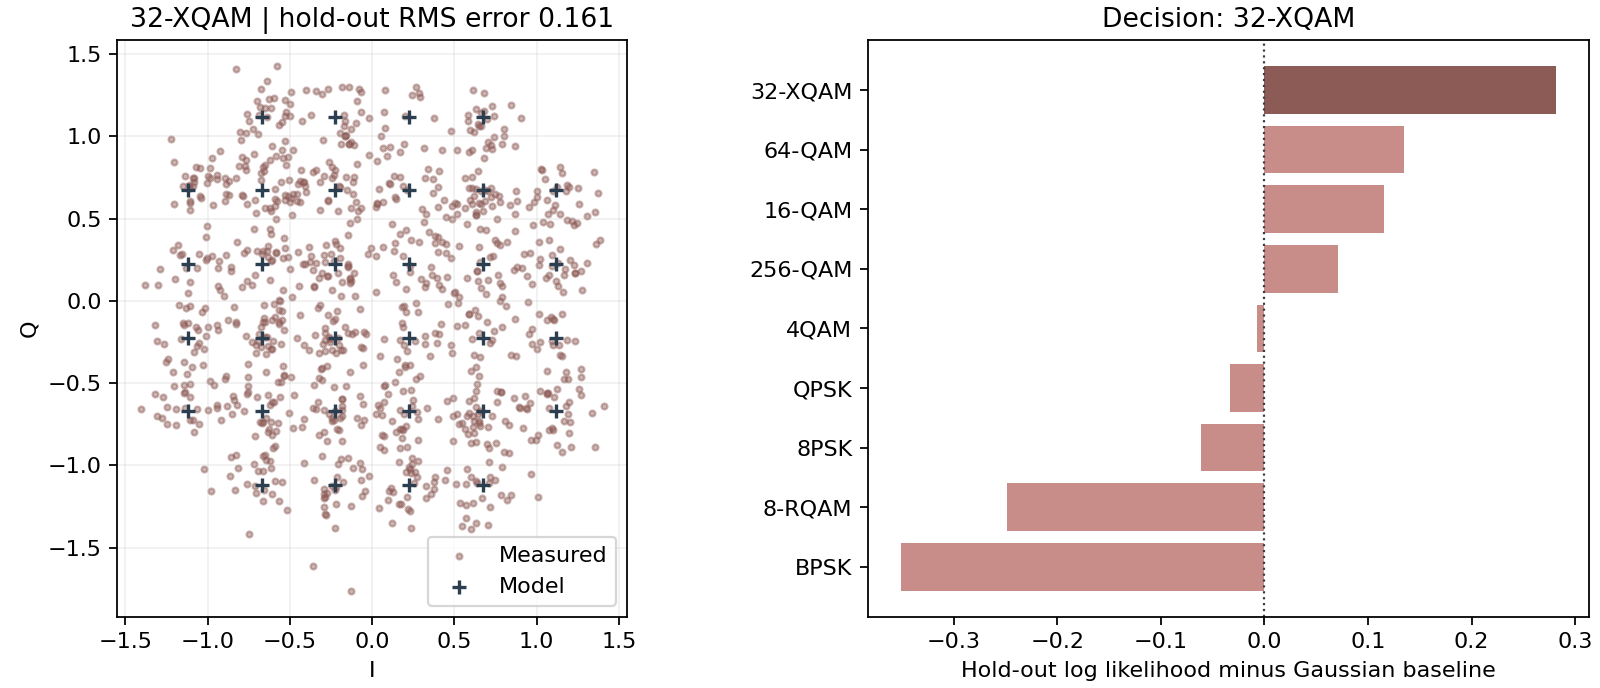 32-XQAM | hold-out RMS error 0.161
1.5
1.0
0.5
0.0
−0.5
−1.0
−1.5
Q
−1.5
−1.0
−0.5
0.0
0.5
1.0
1.5
I
Measured
Model
Decision: 32-XQAM
32-XQAM
64-QAM
16-QAM
256-QAM
4QAM
QPSK
8PSK
8-RQAM
BPSK
−0.3
−0.2
−0.1
0.0
0.1
0.2
0.3
Hold-out log likelihood minus Gaussian baseline